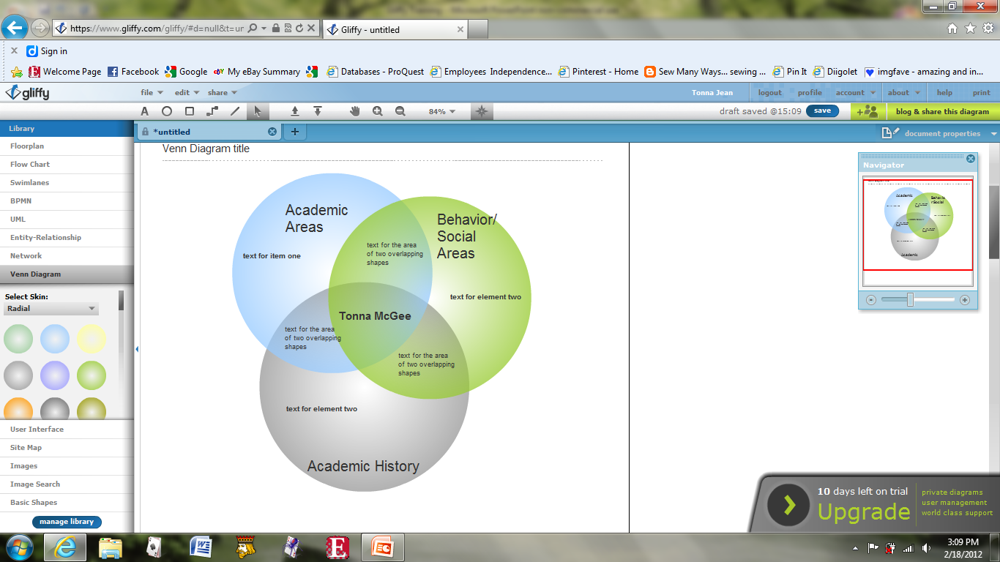 https://www.gliffy.com/gliffy/#d=null&t=ur
Gliffy - untitled
Sign in
Welcome Page
Facebook
Google
My eBay Summary
Databases - ProQuest
Employees Independence...
Pinterest - Home
Sew Many Ways... sewing ...
Pin It
Diigolet
imgfave - amazing and in...
gliffy
file
edit
share
Tonna Jean
logout
profile
account
about
help
print
A
84%
draft saved @15:09
save
blog & share this diagram
Library
*untitled
document properties
Floorplan
Flow Chart
Swimlanes
BPMN
UML
Entity-Relationship
Network
Venn Diagram
Select Skin:
Radial
User Interface
Site Map
Images
Image Search
Basic Shapes
manage library
Venn Diagram title
Academic
Areas
text for item one
Behavior/
Social
Areas
text for the area
of two overlapping
shapes
text for element two
Tonna McGee
text for the area
of two overlapping
shapes
text for the area
of two overlapping
shapes
text for element two
Academic History
Navigator
Academic
Behavio
r/Social
Academic
10 days left on trial
Upgrade
private diagrams
user management
world class support
3:09 PM
2/18/2012